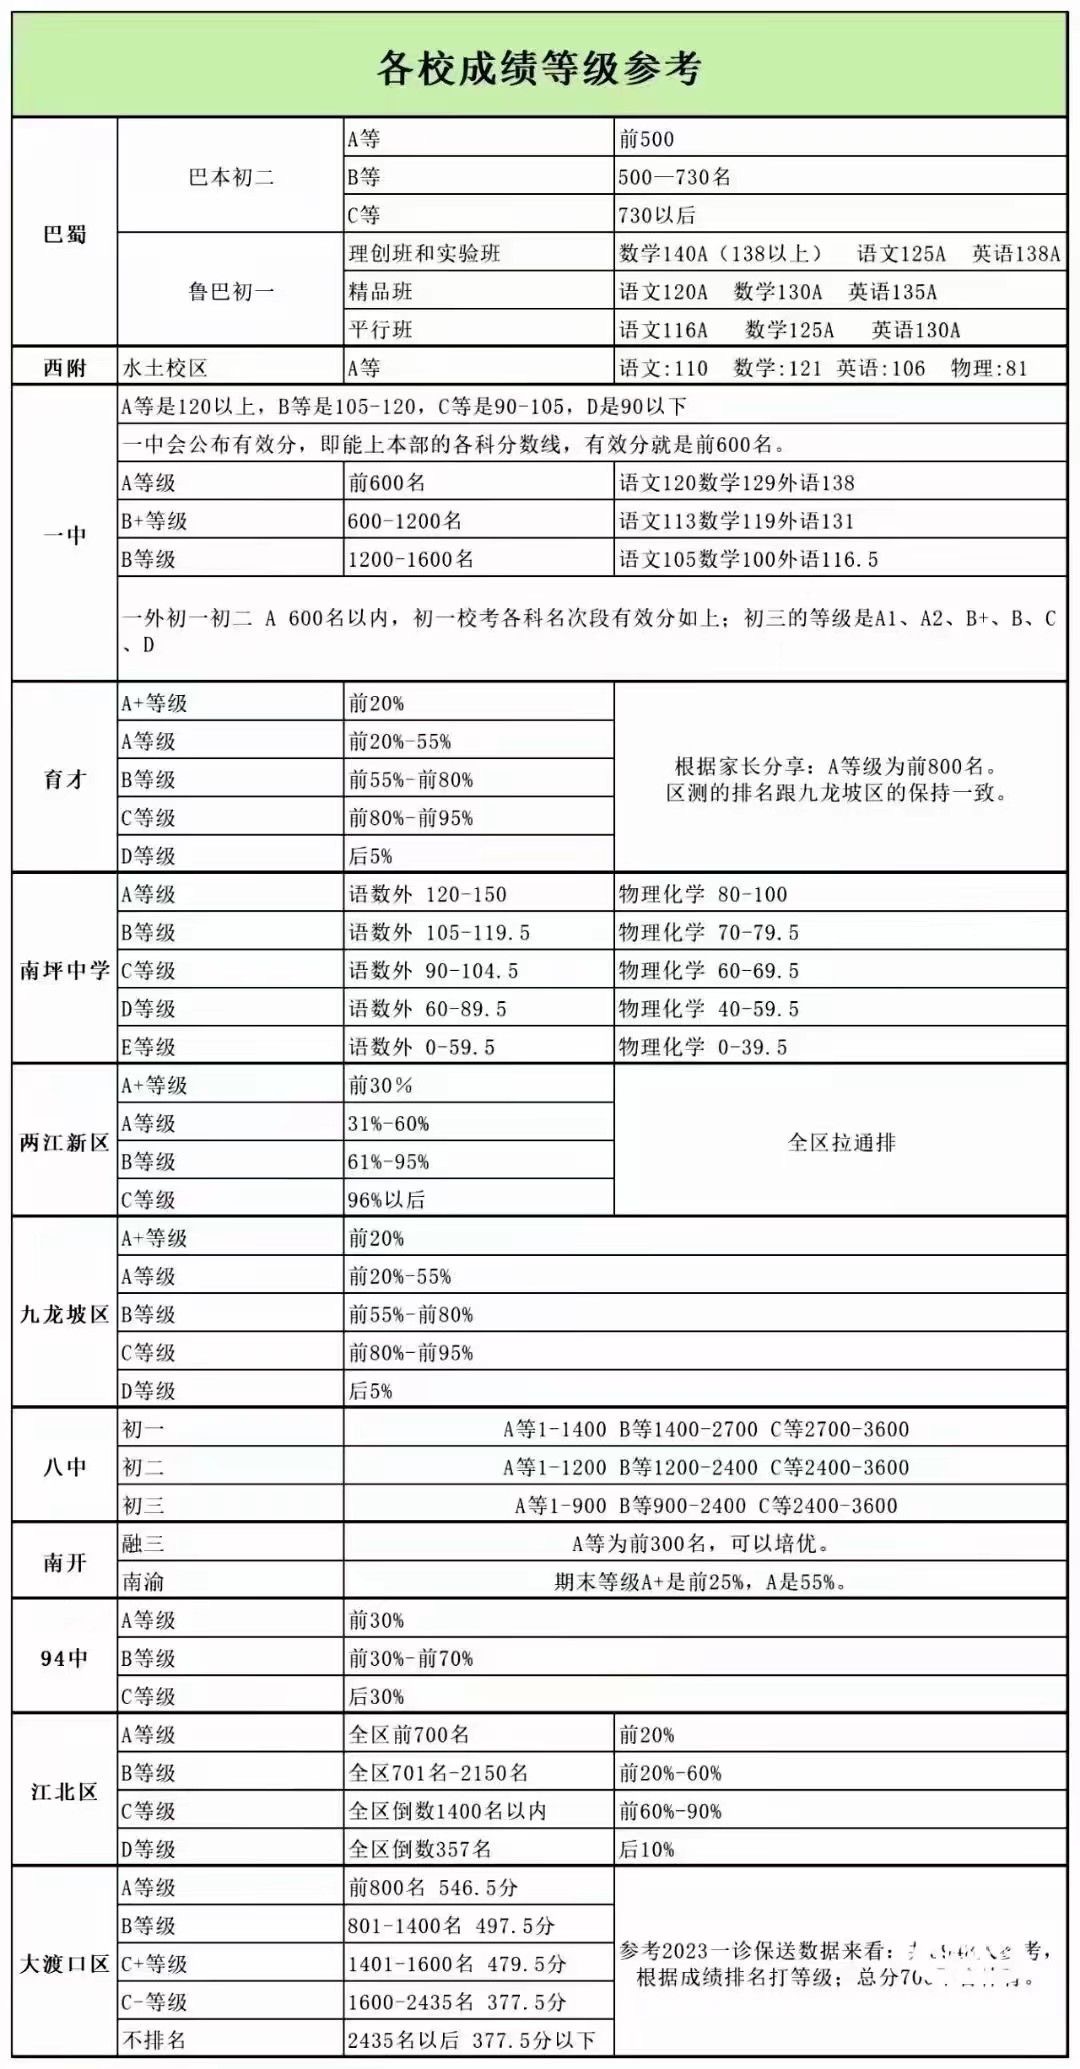 各校成绩等级参考
巴蜀
巴本初二
A等 前500
B等 500—730名
C等 730以后
鲁巴初一
理创班和实验班 数学140A（138以上） 语文125A 英语138A
精品班 语文120A 数学130A 英语135A
平行班 语文116A 数学125A 英语130A
西附 水土校区 A等 语文:110 数学:121 英语:106 物理:81
一中
A等是120以上，B等是105-120，C等是90-105，D是90以下
一中会公布有效分，即能上本部的各科分数线，有效分就是前600名。
A等级 前600名 语文120数学129外语138
B+等级 600-1200名 语文113数学119外语131
B等级 1200-1600名 语文105数学100外语116.5
一外初一初二 A 600名以内，初一校考各科名次段有效分如上；初三的等级是A1、A2、B+、B、C
、D
育才
A+等级 前20%
A等级 前20%-55%
B等级 前55%-前80%
C等级 前80%-前95%
D等级 后5%
根据家长分享：A等级为前800名。
区测的排名跟九龙坡区的保持一致。
南坪中学
A等级 语数外 120-150 物理化学 80-100
B等级 语数外 105-119.5 物理化学 70-79.5
C等级 语数外 90-104.5 物理化学 60-69.5
D等级 语数外 60-89.5 物理化学 40-59.5
E等级 语数外 0-59.5 物理化学 0-39.5
两江新区
A+等级 前30%
A等级 31%-60%
B等级 61%-95%
C等级 96%以后
全区拉通排
九龙坡区
A+等级 前20%
A等级 前20%-55%
B等级 前55%-前80%
C等级 前80%-前95%
D等级 后5%
八中
初一 A等1-1400 B等1400-2700 C等2700-3600
初二 A等1-1200 B等1200-2400 C等2400-3600
初三 A等1-900 B等900-2400 C等2400-3600
南开
融三 A等为前300名，可以培优。
南渝 期末等级A+是前25%，A是55%。
94中
A等级 前30%
B等级 前30%-前70%
C等级 后30%
江北区
A等级 全区前700名 前20%
B等级 全区701名-2150名 前20%-60%
C等级 全区倒数1400名以内 前60%-90%
D等级 全区倒数357名 后10%
大渡口区
A等级 前800名 546.5分
B等级 801-1400名 497.5分
C+等级 1401-1600名 479.5分
C-等级 1600-2435名 377.5分
不排名 2435名以后 377.5分以下
参考2023一诊保送数据来看：考，
根据成绩排名打等级；总分。